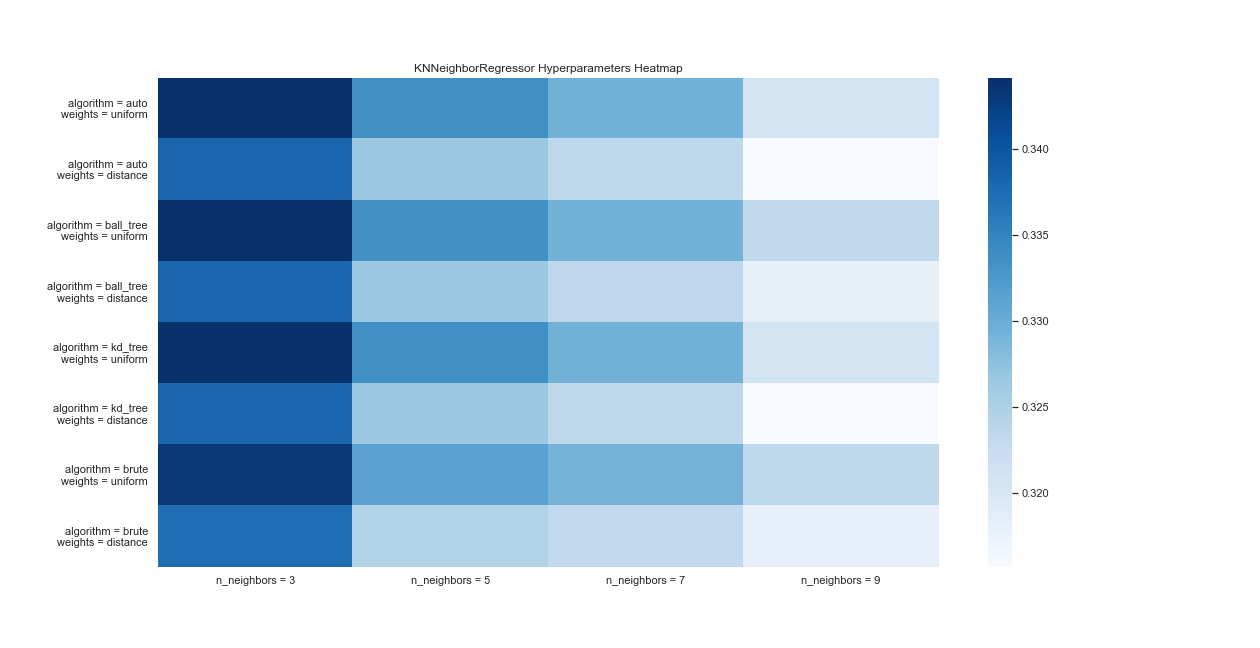 KNNeighborRegressor Hyperparameters Heatmap
algorithm = auto
weights = uniform
algorithm = auto
weights = distance
algorithm = ball_tree
weights = uniform
algorithm = ball_tree
weights = distance
algorithm = kd_tree
weights = uniform
algorithm = kd_tree
weights = distance
algorithm = brute
weights = uniform
algorithm = brute
weights = distance
n_neighbors = 3
n_neighbors = 5
n_neighbors = 7
n_neighbors = 9
0.340
0.335
0.330
0.325
0.320